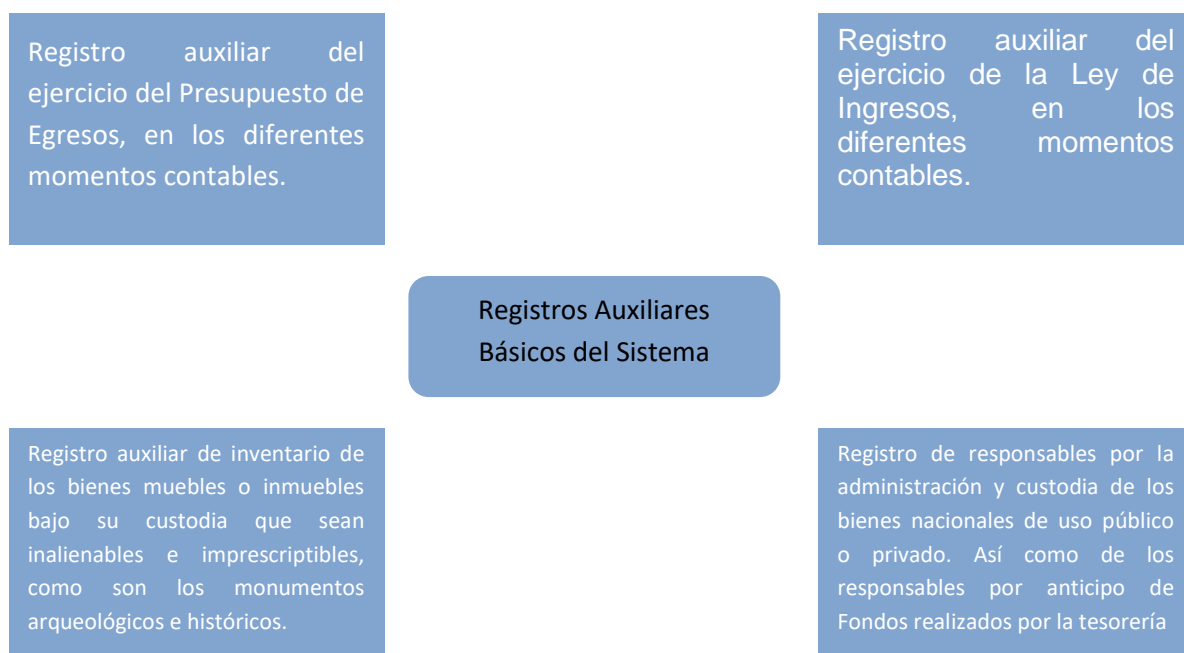 Registro auxiliar del
ejercicio del Presupuesto de
Egresos, en los diferentes
momentos contables.
Registro auxiliar del
ejercicio de la Ley de
Ingresos, en los
diferentes momentos
contables.
Registros Auxiliares
Básicos del Sistema
Registro auxiliar de inventario de
los bienes muebles o inmuebles
bajo su custodia que sean
inalienables e imprescriptibles,
como son los monumentos
arqueológicos e históricos.
Registro de responsables por la
administración y custodia de los
bienes nacionales de uso público
o privado. Así como de los
responsables por anticipo de
Fondos realizados por la tesorería